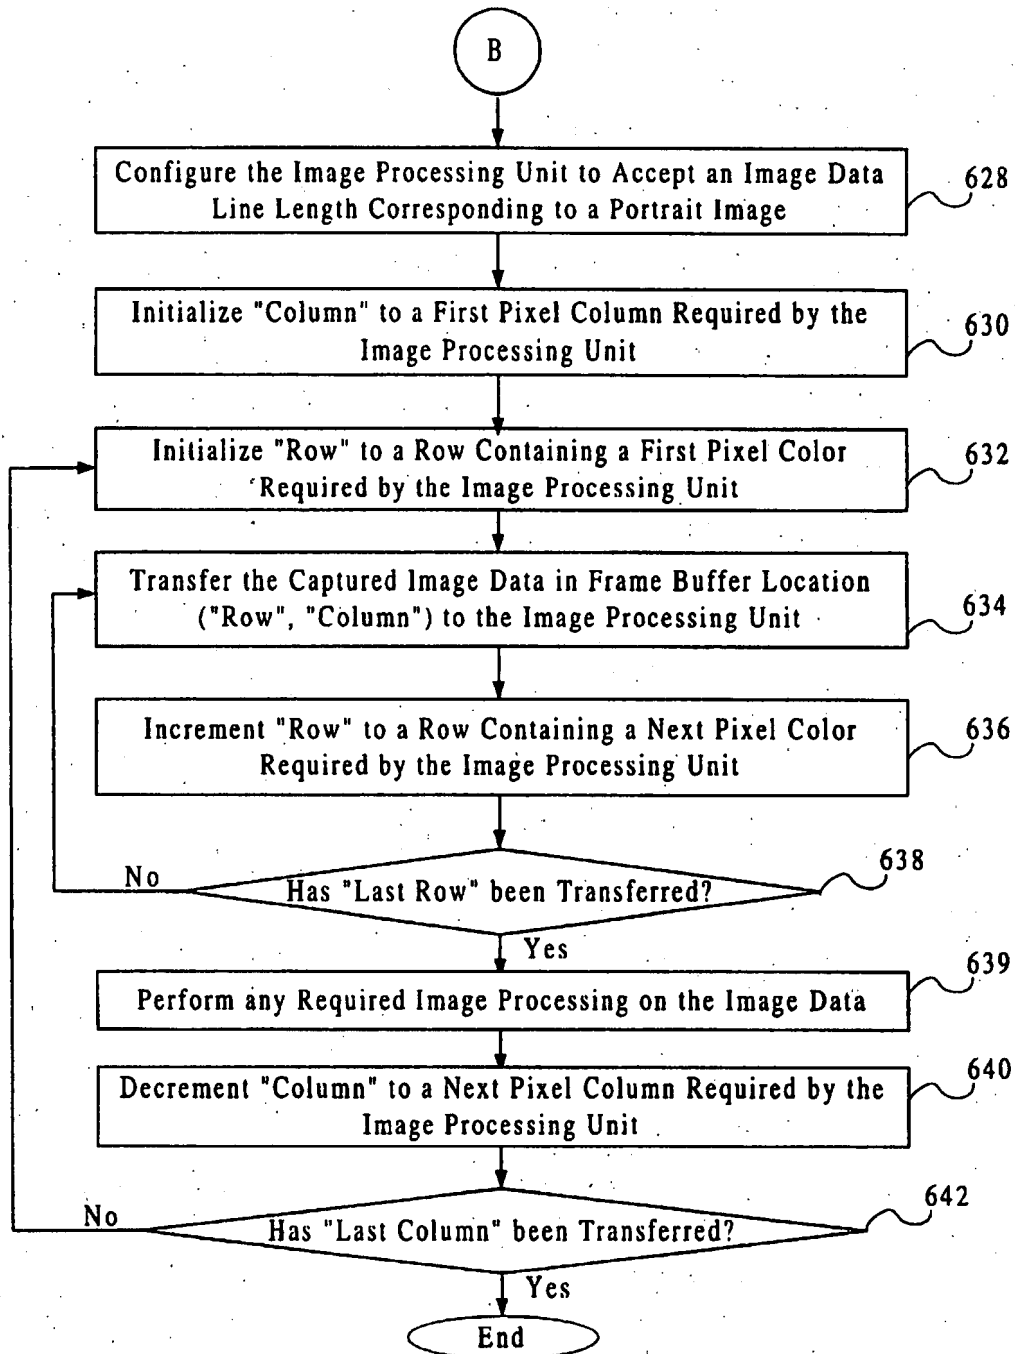 B
Configure the Image Processing Unit to Accept an Image Data
Line Length Corresponding to a Portrait Image
628
Initialize "Column" to a First Pixel Column Required by the
Image Processing Unit
630
Initialize "Row" to a Row Containing a First Pixel Color
Required by the Image Processing Unit
632
Transfer the Captured Image Data in Frame Buffer Location
("Row", "Column") to the Image Processing Unit
634
Increment "Row" to a Row Containing a Next Pixel Color
Required by the Image Processing Unit
636
Has "Last Row" been Transferred?
638
No
Yes
Perform any Required Image Processing on the Image Data
639
Decrement "Column" to a Next Pixel Column Required by the
Image Processing Unit
640
Has "Last Column" been Transferred?
642
No
Yes
End